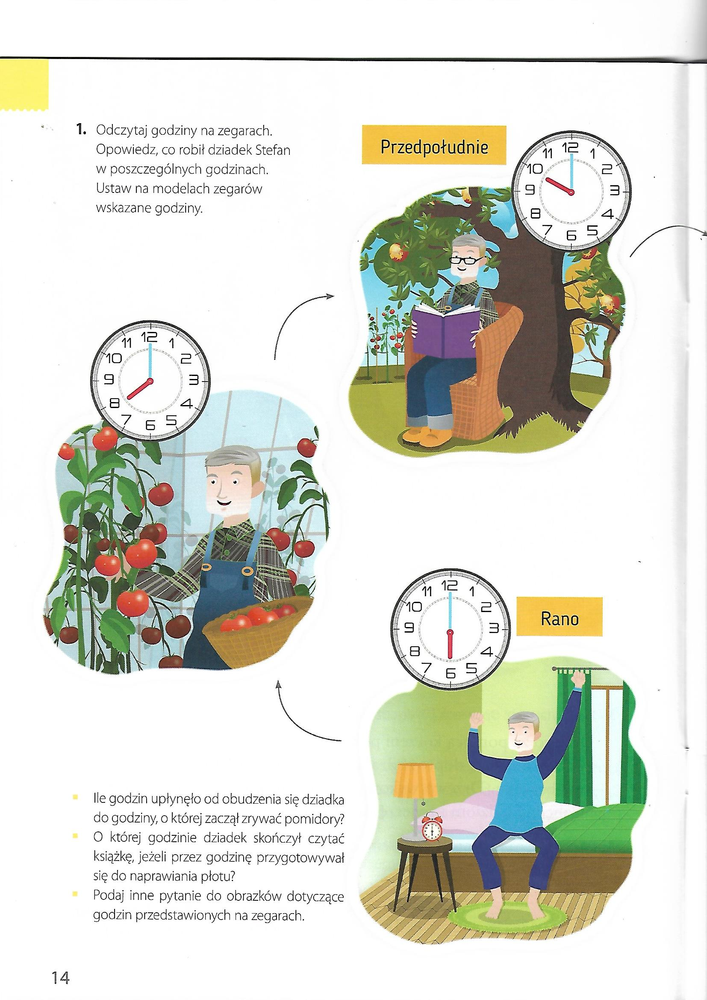 1. Odczytaj godziny na zegarach.
Opowiedz, co robił dziadek Stefan
w poszczególnych godzinach.
Ustaw na modelach zegarów
wskazane godziny.
Przedpołudnie
12
1
2
3
4
5
6
7
8
9
10
11
12
1
2
3
4
5
6
7
8
9
10
11
12
1
2
3
4
5
6
7
8
9
10
11
Rano
Ile godzin upłynęło od obudzenia się dziadka
do godziny, o której zaczął zrywać pomidory?
O której godzinie dziadek skończył czytać
książkę, jeżeli przez godzinę przygotowywał
się do naprawiania płotu?
Podaj inne pytanie do obrazków dotyczące
godzin przedstawionych na zegarach.
14